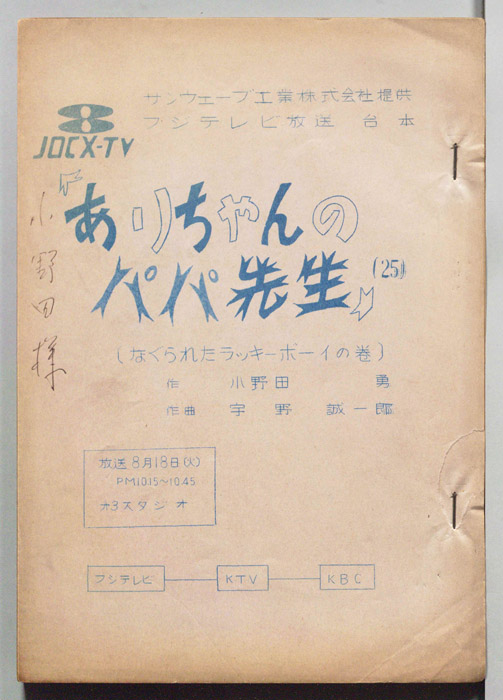 サンウェーブ工業株式会社提供
フジテレビ放送 台本
8
JOCX-TV
『ありちゃんの
パパ先生』(25)
小野田様
(なぐられたラッキーボーイの巻)
作 小野田 勇
作曲 宇野 誠一郎
放送8月18日(火)
PM10.15~10.45
オ3スタジオ
フジテレビ KTV KBC